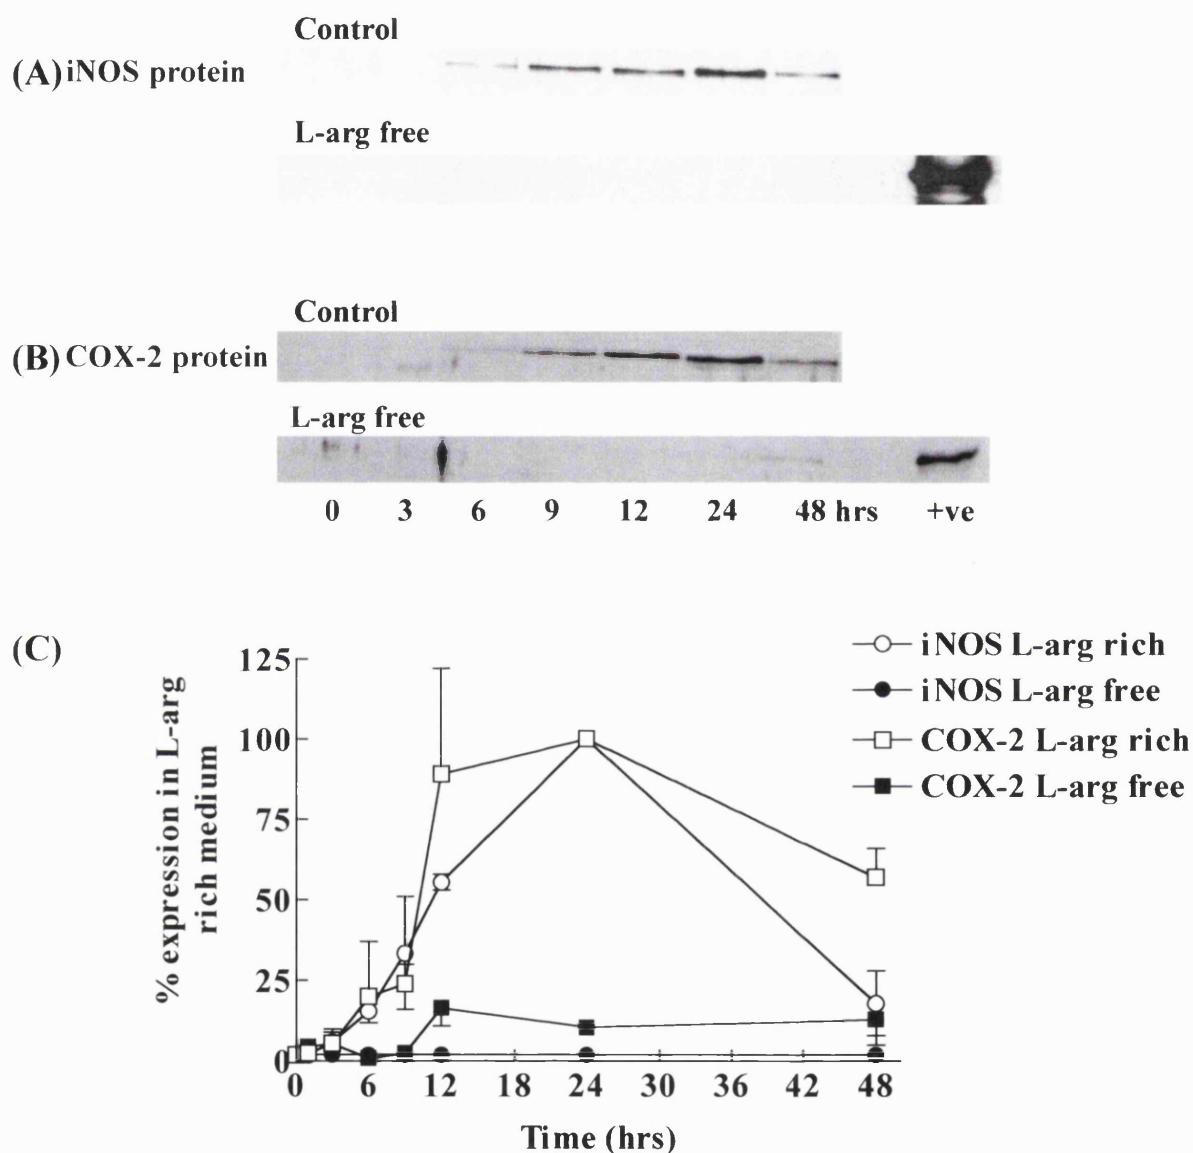 Control
(A) iNOS protein
L-arg free
Control
(B) COX-2 protein
L-arg free
0 3 6 9 12 24 48 hrs +ve
(C)
% expression in L-arg
rich medium
125
100
75
50
25
0
0 6 12 18 24 30 36 42 48
Time (hrs)
iNOS L-arg rich
iNOS L-arg free
COX-2 L-arg rich
COX-2 L-arg free